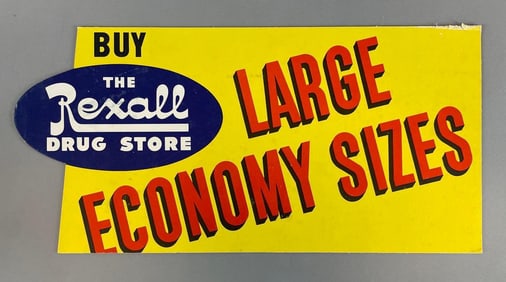 BUY
THE
Rexall
DRUG STORE
LARGE
ECONOMY SIZES